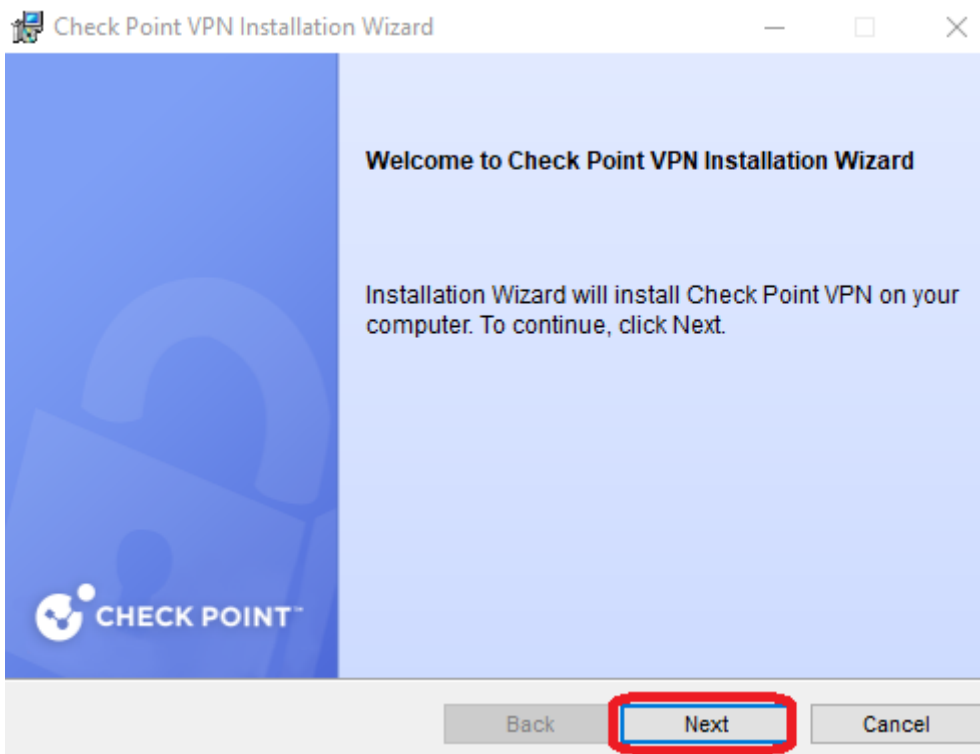 Check Point VPN Installation Wizard
Welcome to Check Point VPN Installation Wizard
Installation Wizard will install Check Point VPN on your
computer. To continue, click Next.
CHECK POINT™
Back Next Cancel